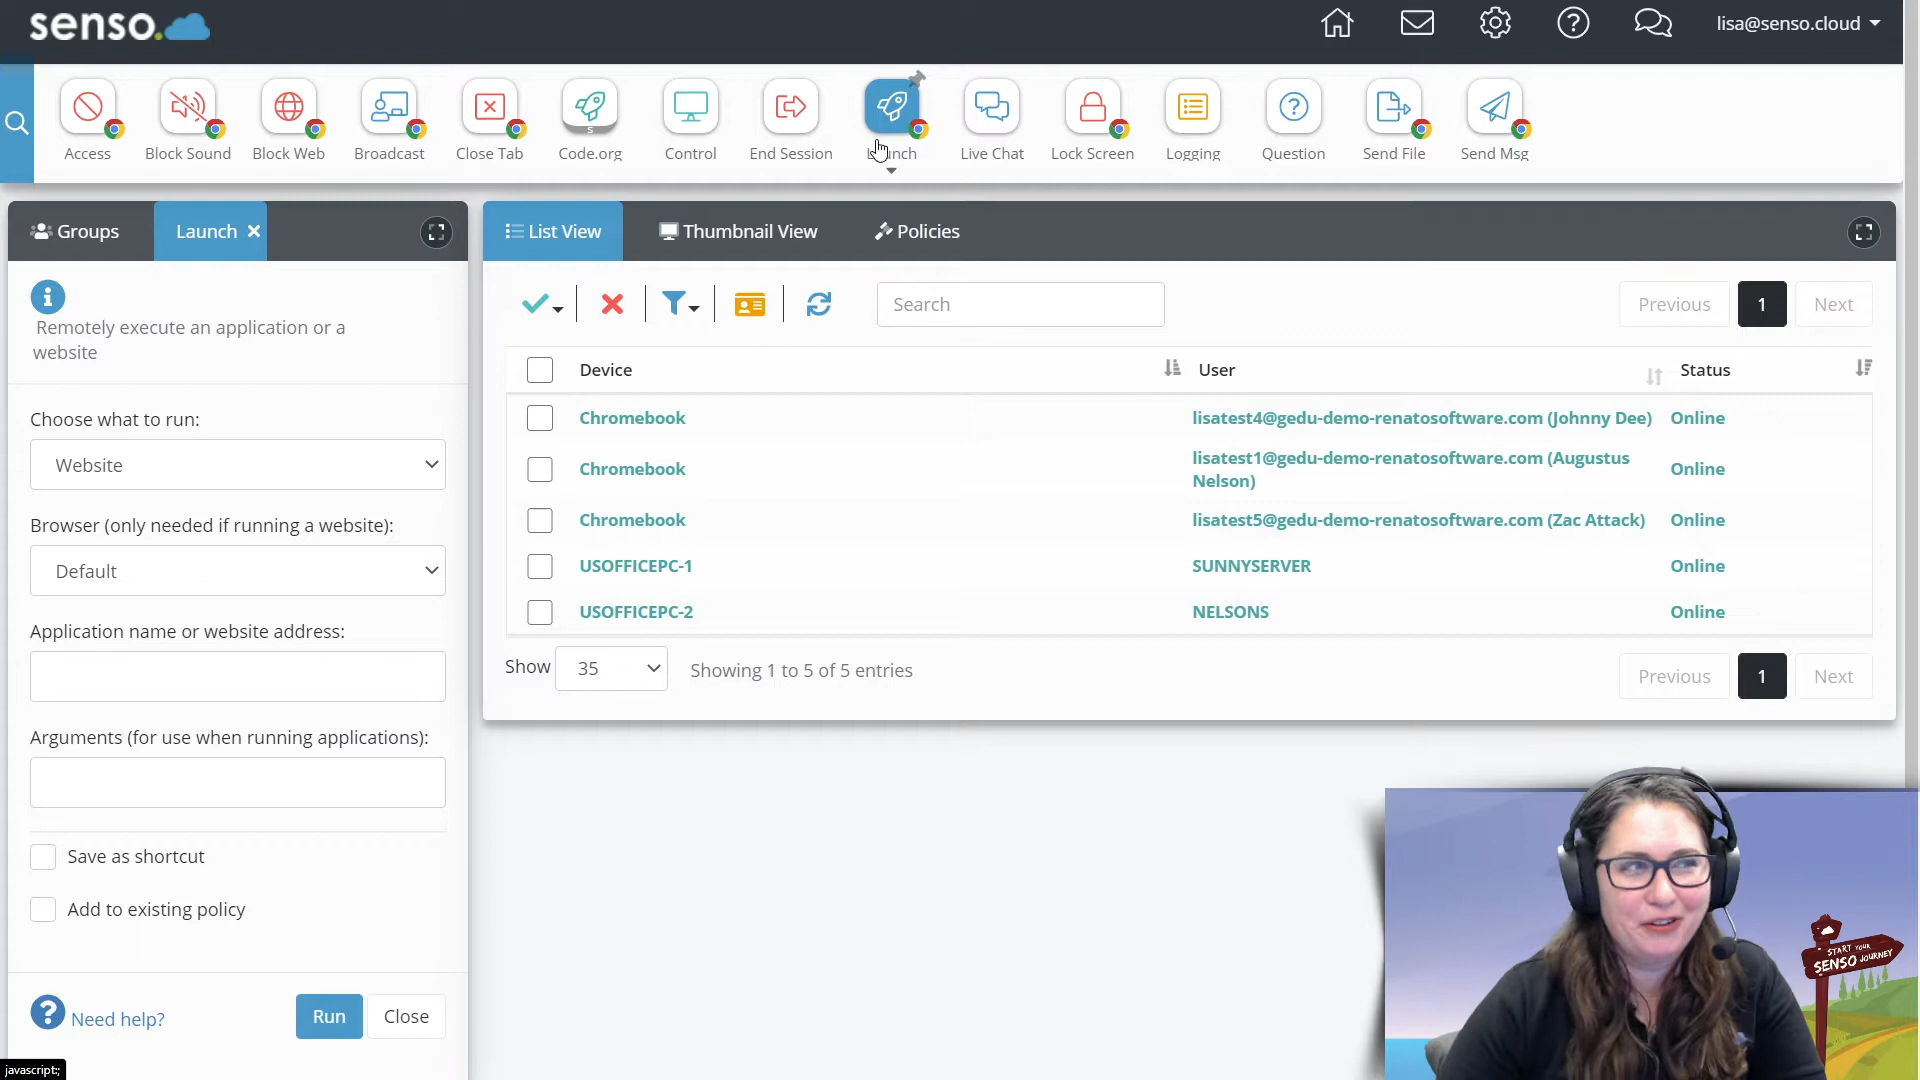 senso.
lisa@senso.cloud
Access
Block Sound
Block Web
Broadcast
Close Tab
s
Code.org
Control
End Session
Launch
Live Chat
Lock Screen
Logging
Question
Send File
Send Msg
Groups
Launch
List View
Thumbnail View
Policies
Remotely execute an application or a
website
Choose what to run:
Website
Browser (only needed if running a website):
Default
Application name or website address:
Arguments (for use when running applications):
Save as shortcut
Add to existing policy
Need help?
Run
Close
javascript:;
Search
Previous
1
Next
Device
User
Status
Chromebook
lisatest4@gedu-demo-renatosoftware.com (Johnny Dee)
Online
Chromebook
lisatest1@gedu-demo-renatosoftware.com (Augustus
Nelson)
Online
Chromebook
lisatest5@gedu-demo-renatosoftware.com (Zac Attack)
Online
USOFFICEPC-1
SUNNYSERVER
Online
USOFFICEPC-2
NELSONS
Online
Show
35
Showing 1 to 5 of 5 entries
Previous
1
Next
START YOUR
SENSO JOURNEY